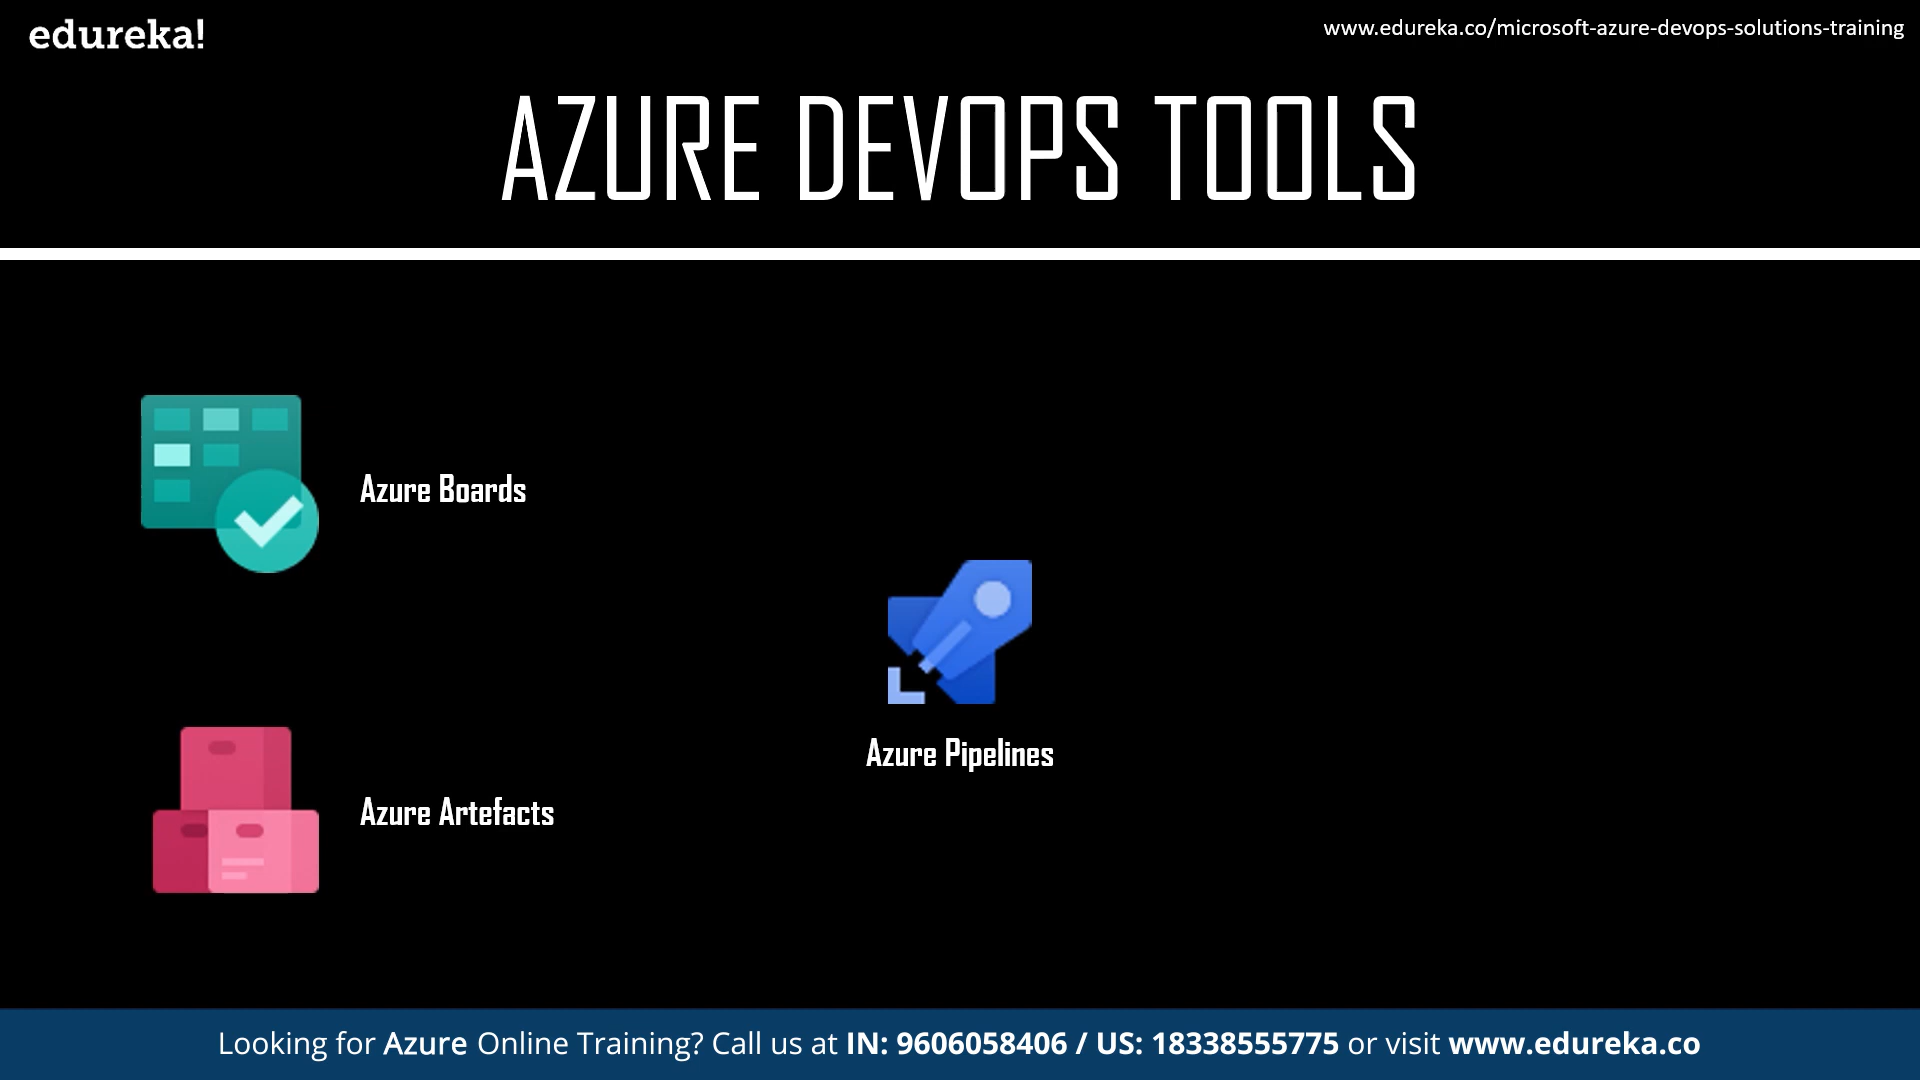 edureka!
www.edureka.co/microsoft-azure-devops-solutions-training
AZURE DEVOPS TOOLS
Azure Boards
Azure Pipelines
Azure Artefacts
Looking for Azure Online Training? Call us at IN: 9606058406 / US: 18338555775 or visit www.edureka.co